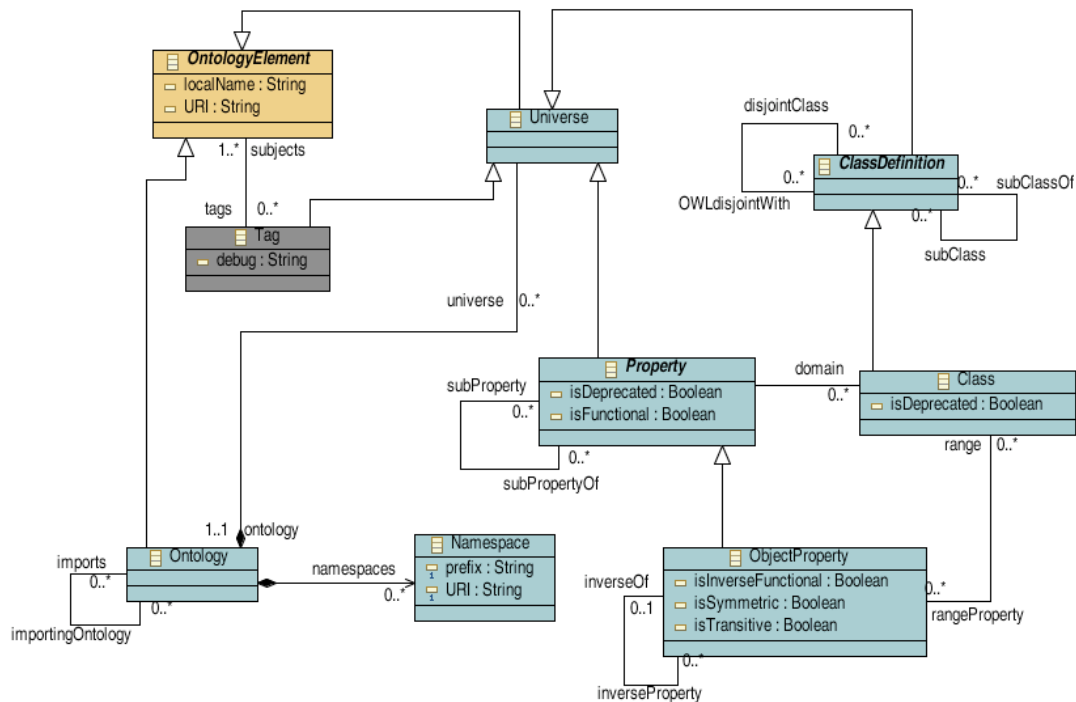 OntologyElement
localName : String
URI : String
1..* subjects
tags 0..*
Tag
debug : String
Universe
universe 0..*
disjointClass
0..*
ClassDefinition
0..*
OWLdisjointWith
0..*
subClassOf
0..*
subClass
Property
isDeprecated : Boolean
isFunctional : Boolean
subProperty
0..*
0..*
subPropertyOf
domain
0..*
Class
isDeprecated : Boolean
range 0..*
1..1 ontology
Ontology
imports
0..*
0..*
importingOntology
namespaces
0..*
Namespace
prefix : String
1
URI : String
1
ObjectProperty
isInverseFunctional : Boolean
isSymmetric : Boolean
isTransitive : Boolean
inverseOf
0..1
0..*
inverseProperty
0..*
rangeProperty